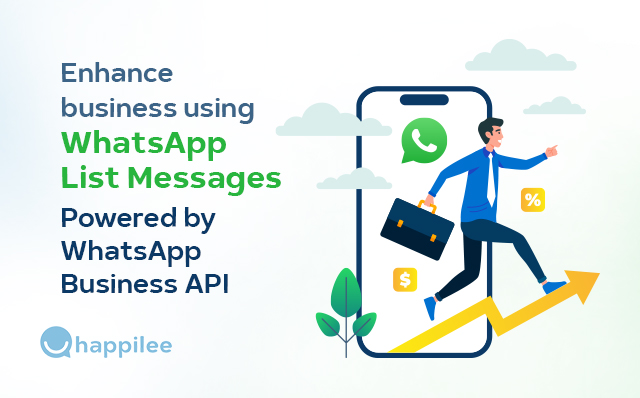 Enhance
business using
WhatsApp
List Messages
Powered by
WhatsApp
Business API
happilee
%
$